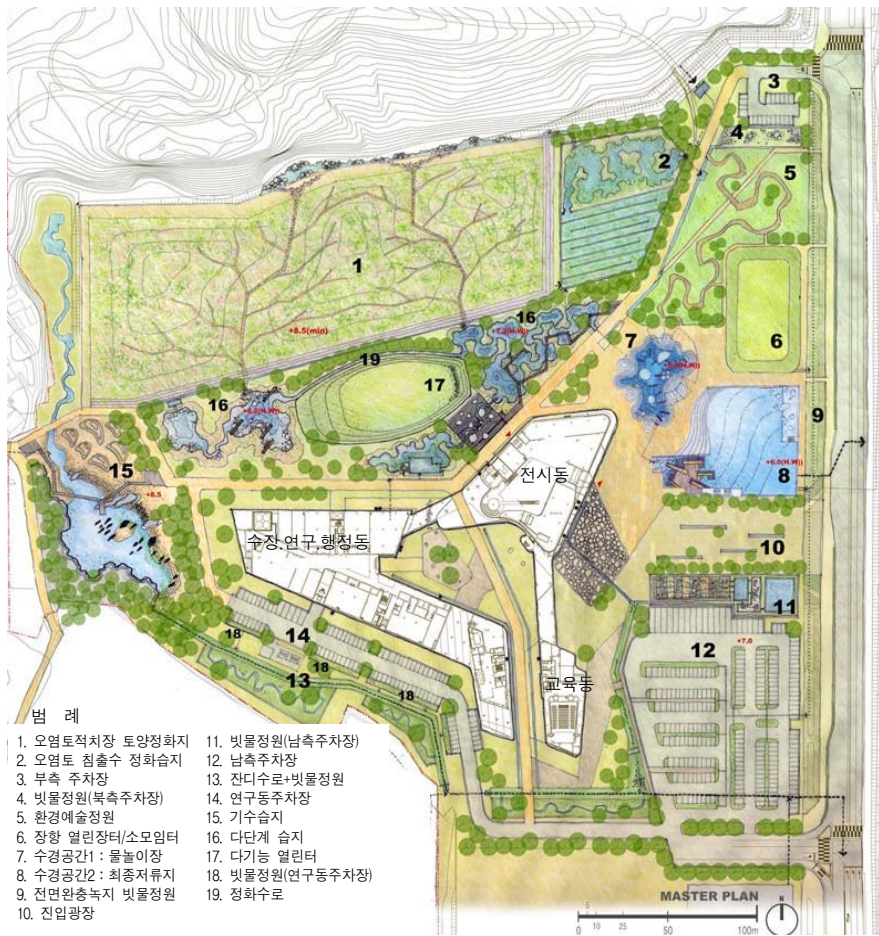 3
4
2
5
1
+8.5(min)
16
+7.2(H.W)
7
6
19
17
16
9
15
+8.5
전시동
8
+6.0(H.W)
수장.연구.행정동
10
11
14
18
12
+7.0
18
13
18
교육동
범 례
1. 오염토적치장 토양정화지
2. 오염토 침출수 정화습지
3. 부측 주차장
4. 빗물정원(북측주차장)
5. 환경예술정원
6. 장항 열린장터/소모임터
7. 수경공간1 : 물놀이장
8. 수경공간2 : 최종저류지
9. 전면완충녹지 빗물정원
10. 진입광장
11. 빗물정원(남측주차장)
12. 남측주차장
13. 잔디수로+빗물정원
14. 연구동주차장
15. 기수습지
16. 다단계 습지
17. 다기능 열린터
18. 빗물정원(연구동주차장)
19. 정화수로
MASTER PLAN
N
5
0 10 25 50 100m